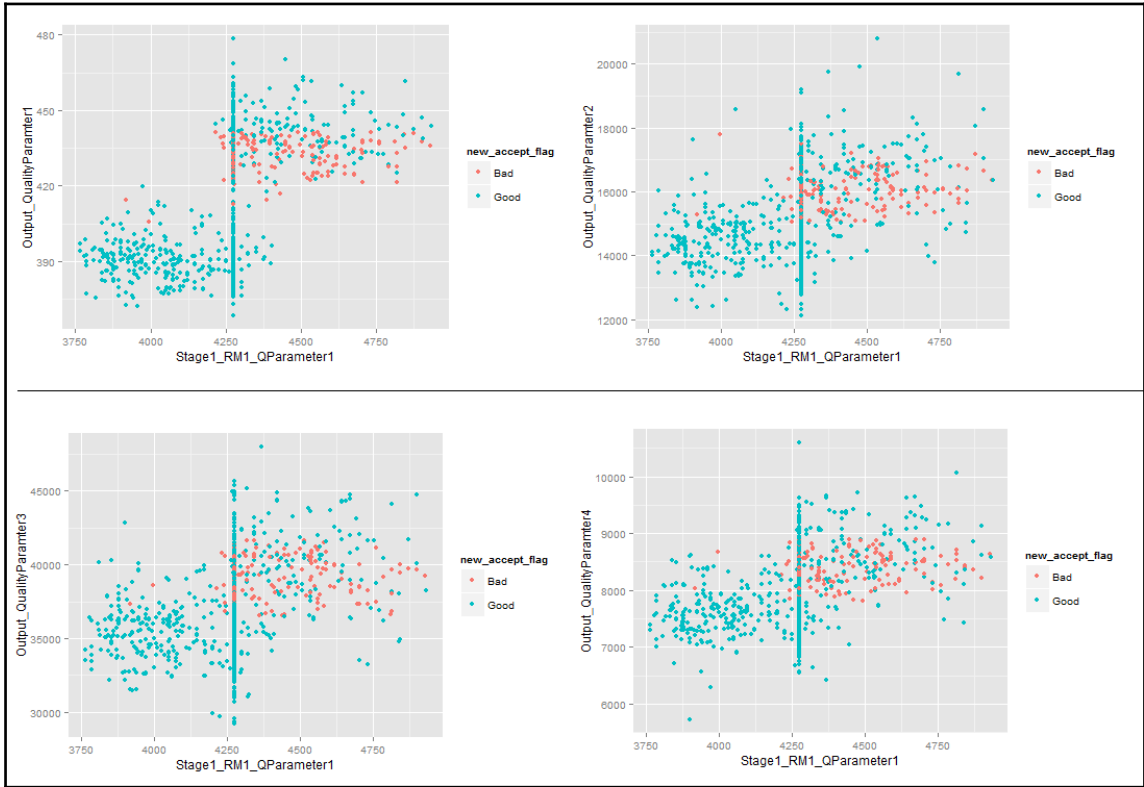 480
450
420
390
3750
4000
4250
4500
4750
Output_QualityParamter1
Stage1_RM1_QParameter1
new_accept_flag
Bad
Good
20000
18000
16000
14000
12000
3750
4000
4250
4500
4750
Output_QualityParamter2
Stage1_RM1_QParameter1
new_accept_flag
Bad
Good
45000
40000
35000
30000
3750
4000
4250
4500
4750
Output_QualityParamter3
Stage1_RM1_QParameter1
new_accept_flag
Bad
Good
10000
9000
8000
7000
6000
3750
4000
4250
4500
4750
Output_QualityParamter4
Stage1_RM1_QParameter1
new_accept_flag
Bad
Good